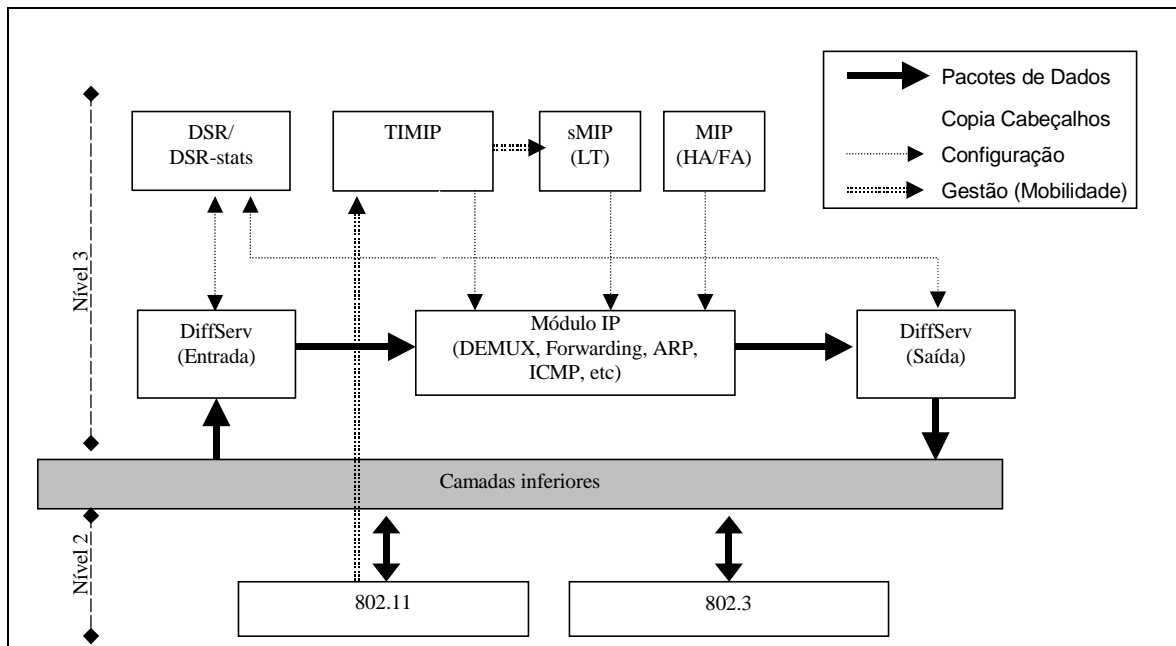 Pacotes de Dados
Copia Cabeçalhos
Configuração
Gestão (Mobilidade)
DSR/
DSR-stats
TIMIP
sMIP
(LT)
MIP
(HA/FA)
Nível 3
DiffServ
(Entrada)
Módulo IP
(DEMUX, Forwarding, ARP,
ICMP, etc)
DiffServ
(Saída)
Camadas inferiores
Nível 2
802.11
802.3